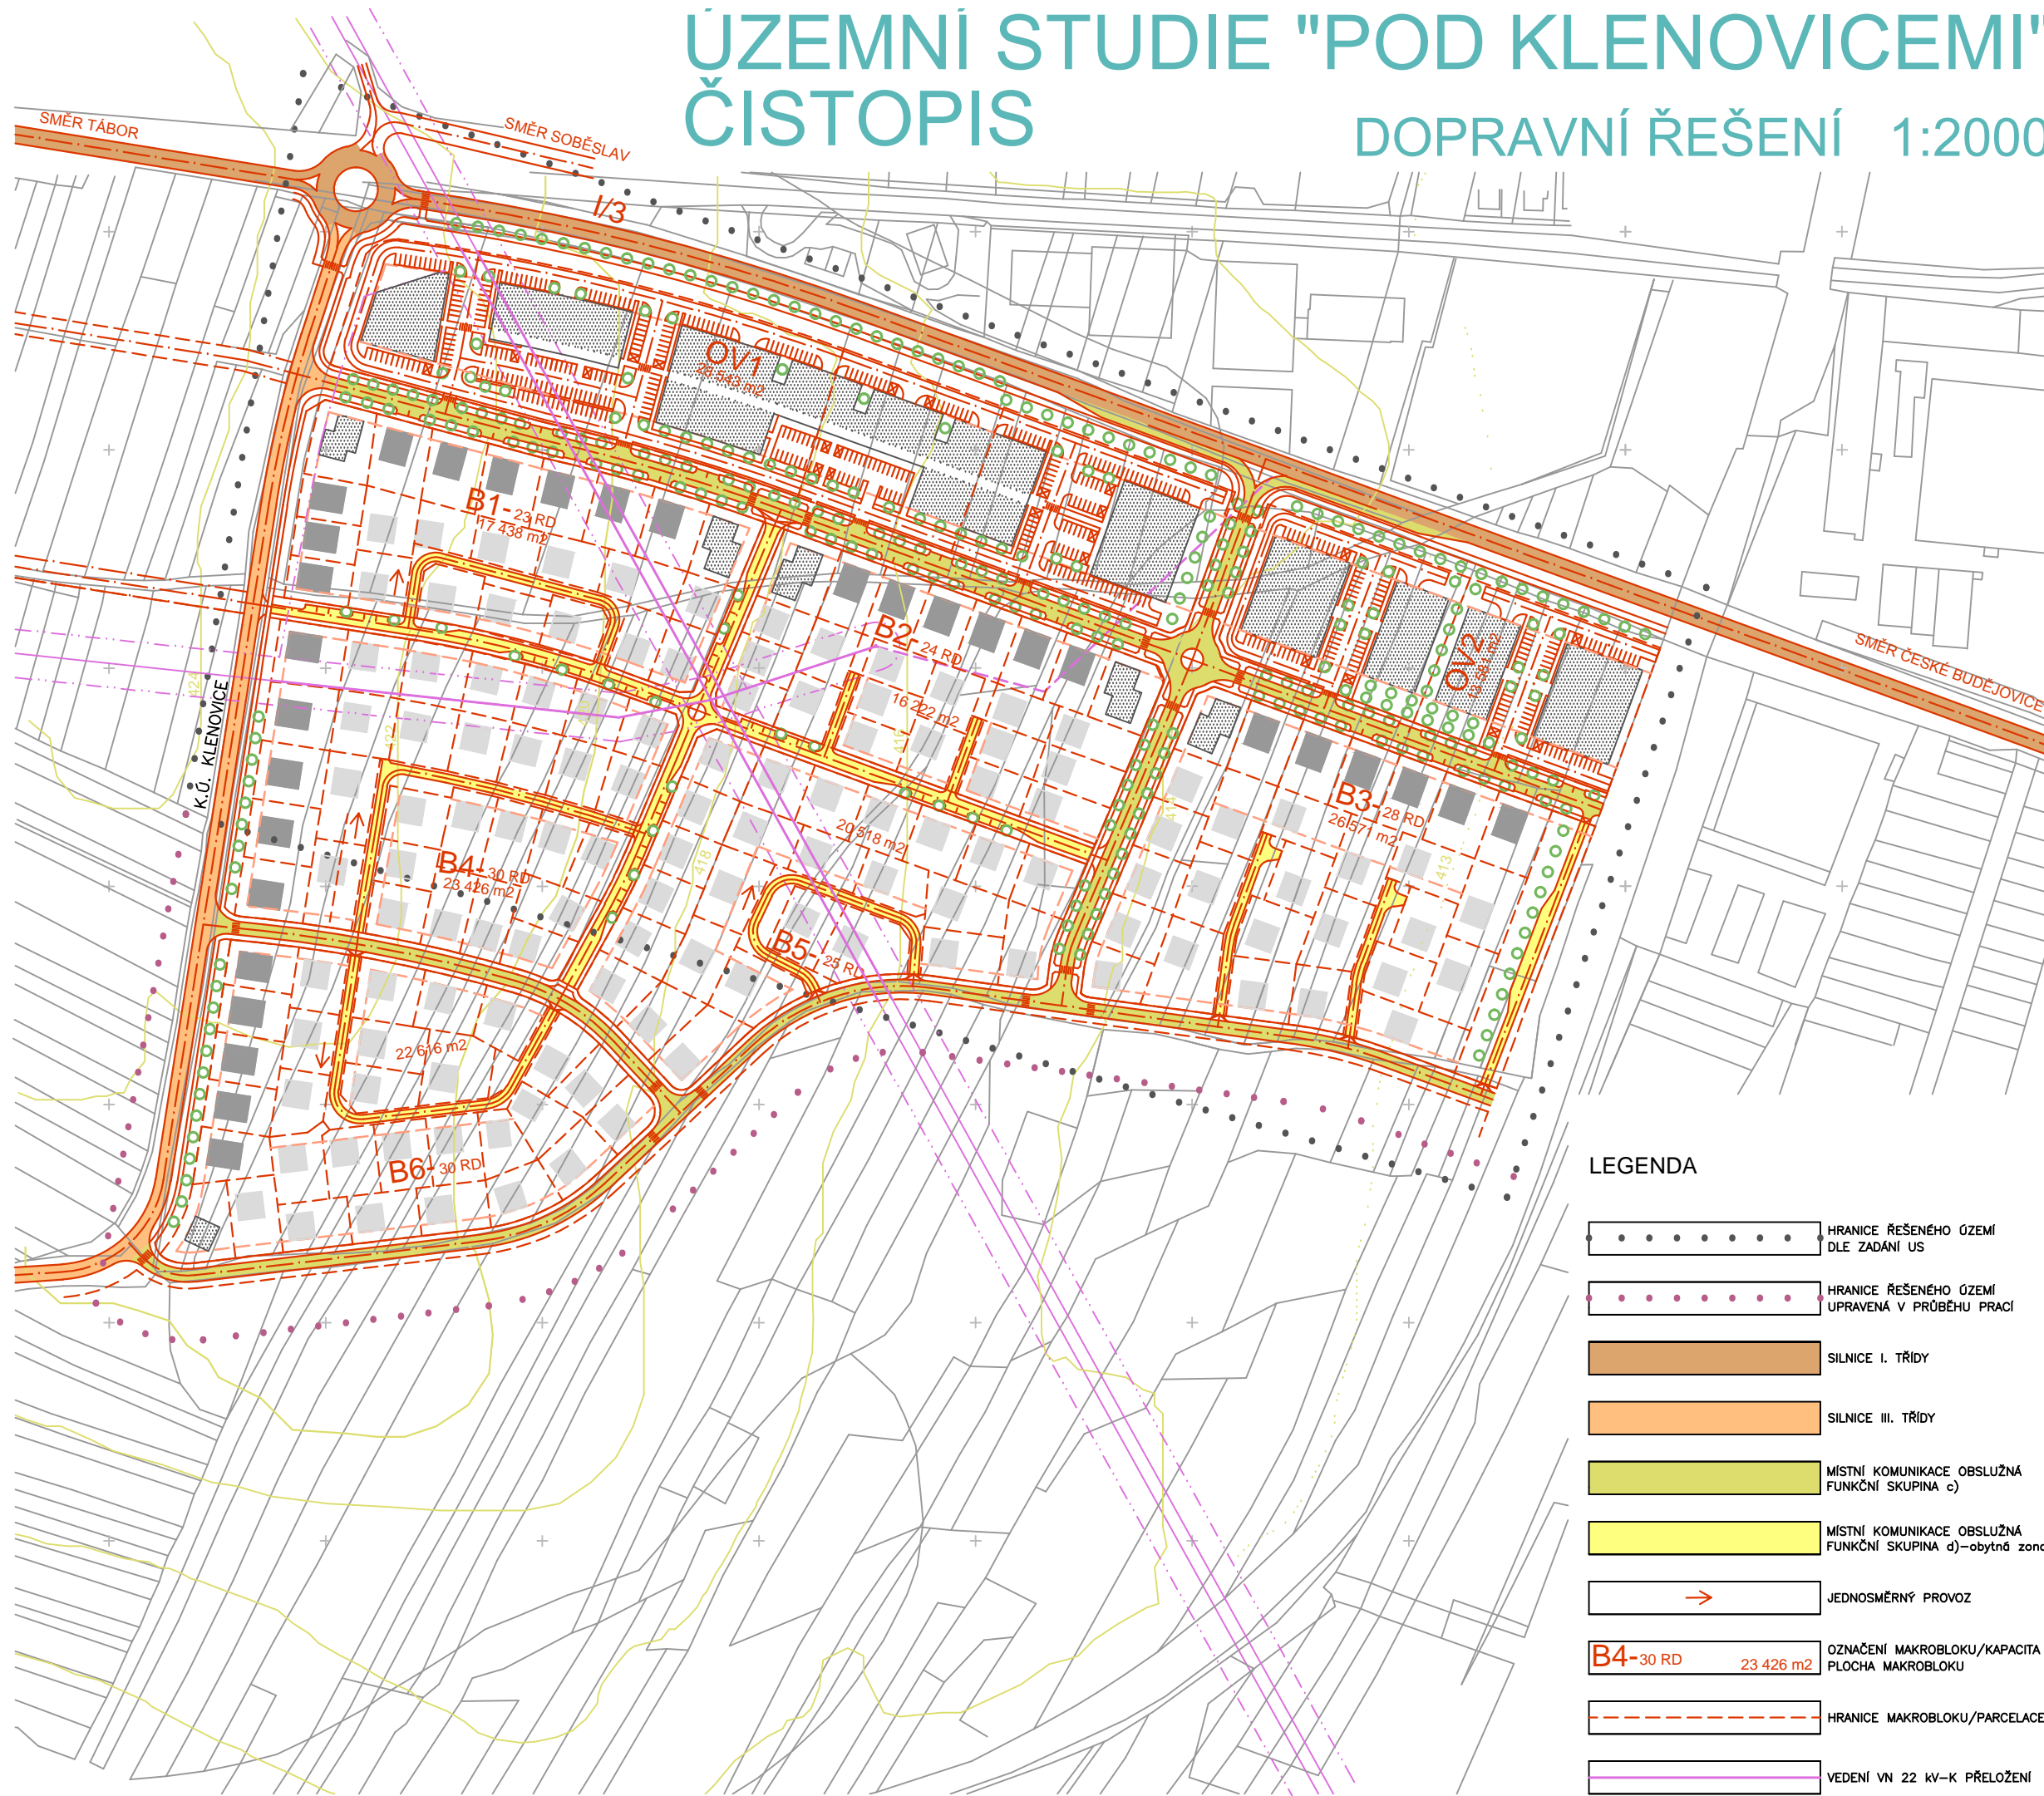 ÚZEMNÍ STUDIE "POD KLENOVICEMI"
ČISTOPIS
DOPRAVNÍ ŘEŠENÍ 1:2000
SMĚR TÁBOR
SMĚR SOBĚSLAV
I/3
OV1
B1- 23 RD
17 438 m2
B2- 24 RD
16 222 m2
OV2
SMĚR ČESKÉ BUDĚJOVICE
K.Ú. KLENOVICE
B3- 28 RD
26 571 m2
20 518 m2
B4- 30 RD
23 426 m2
418
413
B5- 25 RD
22 616 m2
B6- 30 RD
LEGENDA
HRANICE ŘEŠENÉHO ÚZEMÍ
DLE ZADÁNÍ US
HRANICE ŘEŠENÉHO ÚZEMÍ
UPRAVENÁ V PRŮBĚHU PRACÍ
SILNICE I. TŘÍDY
SILNICE III. TŘÍDY
MÍSTNÍ KOMUNIKACE OBSLUŽNÁ
FUNKČNÍ SKUPINA c)
MÍSTNÍ KOMUNIKACE OBSLUŽNÁ
FUNKČNÍ SKUPINA d)-obytná zona
JEDNOSMĚRNÝ PROVOZ
B4- 30 RD 23 426 m2
OZNAČENÍ MAKROBLOKU/KAPACITA
PLOCHA MAKROBLOKU
HRANICE MAKROBLOKU/PARCELACE
VEDENÍ VN 22 kV-K PŘELOŽENÍ